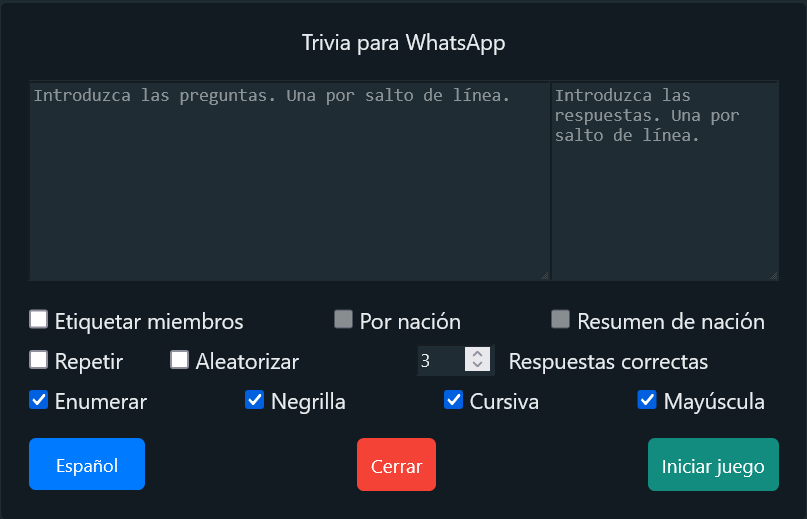 Trivia para WhatsApp
Introduzca las preguntas. Una por salto de línea.
Introduzca las
respuestas. Una por
salto de línea.
Etiquetar miembros
Por nación
Resumen de nación
Repetir
Aleatorizar
3
Respuestas correctas
Enumerar
Negrilla
Cursiva
Mayúscula
Español
Cerrar
Iniciar juego